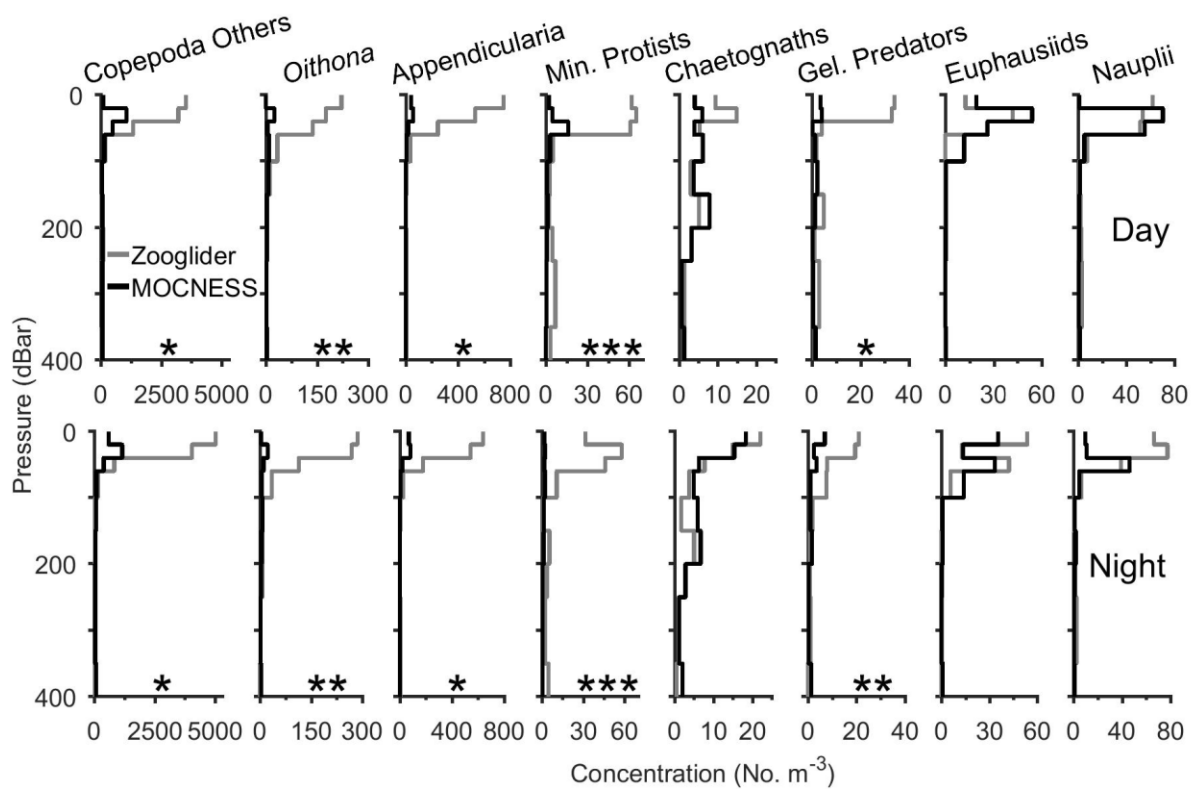 Copepoda Others
Oithona
Appendicularia
Min. Protists
Chaetognaths
Gel. Predators
Euphausiids
Nauplii
0
200
400
Pressure (dBar)
Zooglider
MOCNESS
Day
* ** * *** *
0 2500 5000 0 150 300 0 400 800 0 30 60 0 10 20 0 20 40 0 30 60 0 40 80
0
200
400
Pressure (dBar)
Night
* ** * *** **
0 2500 5000 0 150 300 0 400 800 0 30 60 0 10 20 0 20 40 0 30 60 0 40 80
Concentration (No. m⁻³)